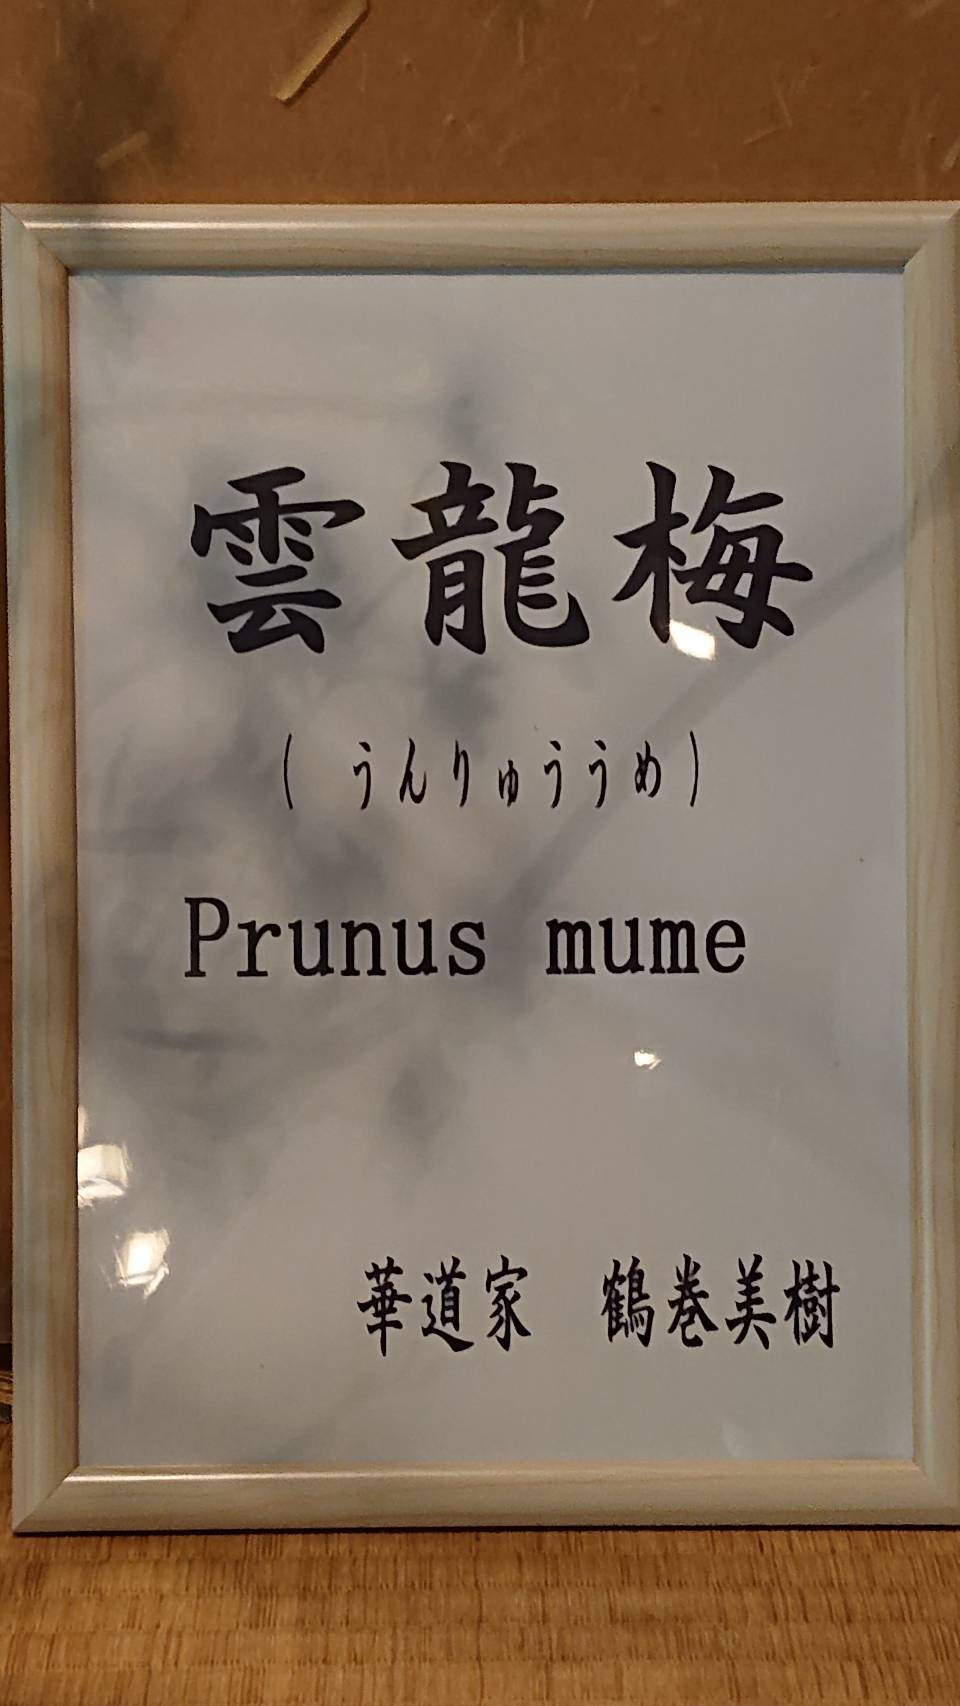 雲龍梅
( うんりゅううめ)
Prunus mume
華道家　鶴巻美樹